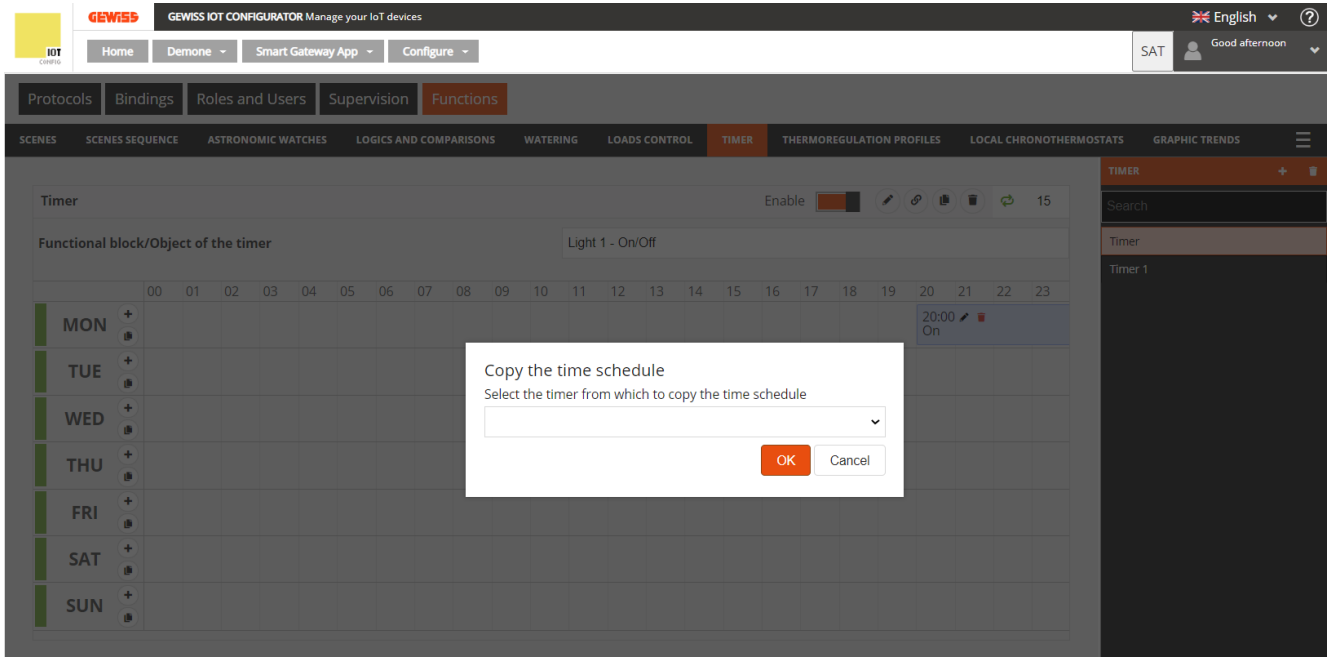 GEWISS GEWISS IOT CONFIGURATOR Manage your IoT devices English
IOT
CONFIG
Home Demone Smart Gateway App Configure SAT Good afternoon
Protocols Bindings Roles and Users Supervision Functions
SCENES SCENES SEQUENCE ASTRONOMIC WATCHES LOGICS AND COMPARISONS WATERING LOADS CONTROL TIMER THERMOREGULATION PROFILES LOCAL CHRONOTHERMOSTATS GRAPHIC TRENDS
TIMER
Timer Enable 15
Search
Functional block/Object of the timer Light 1 - On/Off
Timer
Timer 1
00 01 02 03 04 05 06 07 08 09 10 11 12 13 14 15 16 17 18 19 20 21 22 23
MON
20:00
On
TUE
WED
THU
FRI
SAT
SUN
Copy the time schedule
Select the timer from which to copy the time schedule
OK Cancel